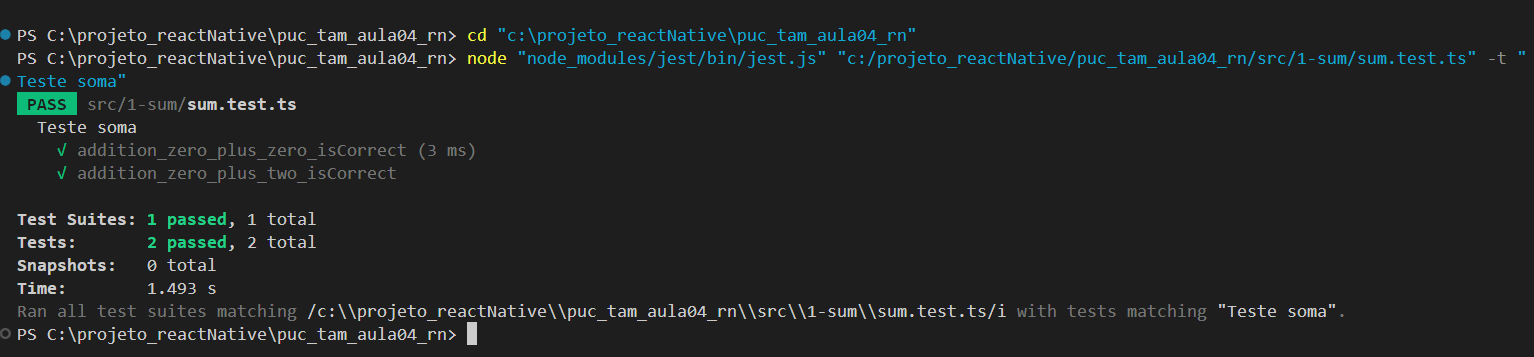 PS C:\projeto_reactNative\puc_tam_aula04_rn> cd "c:\projeto_reactNative\puc_tam_aula04_rn"
PS C:\projeto_reactNative\puc_tam_aula04_rn> node "node_modules/jest/bin/jest.js" "c:/projeto_reactNative/puc_tam_aula04_rn/src/1-sum/sum.test.ts" -t "
Teste soma"
PASS src/1-sum/sum.test.ts
Teste soma
√ addition_zero_plus_zero_isCorrect (3 ms)
√ addition_zero_plus_two_isCorrect
Test Suites: 1 passed, 1 total
Tests: 2 passed, 2 total
Snapshots: 0 total
Time: 1.493 s
Ran all test suites matching /c:\\projeto_reactNative\\puc_tam_aula04_rn\\src\\1-sum\\sum.test.ts/i with tests matching "Teste soma".
PS C:\projeto_reactNative\puc_tam_aula04_rn>